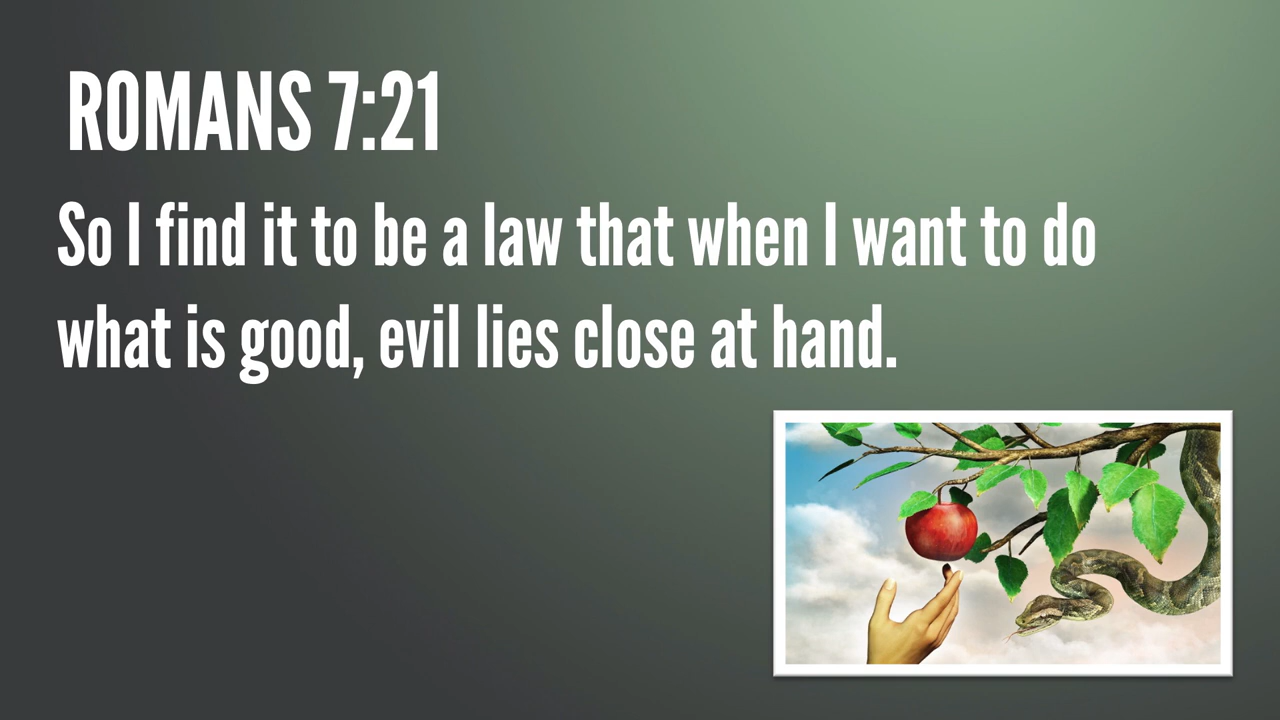 ROMANS 7:21
So I find it to be a law that when I want to do
what is good, evil lies close at hand.